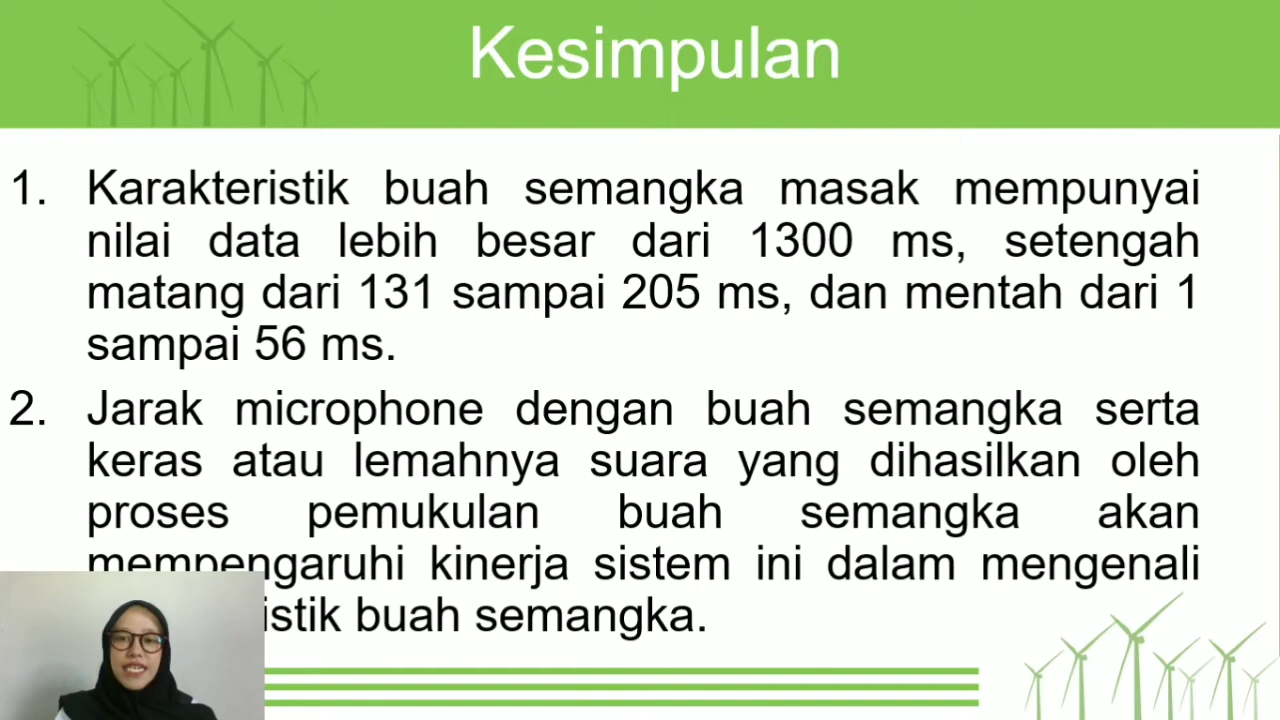 Kesimpulan
1. Karakteristik buah semangka masak mempunyai
nilai data lebih besar dari 1300 ms, setengah
matang dari 131 sampai 205 ms, dan mentah dari 1
sampai 56 ms.
2. Jarak microphone dengan buah semangka serta
keras atau lemahnya suara yang dihasilkan oleh
proses pemukulan buah semangka akan
mempengaruhi kinerja sistem ini dalam mengenali
istik buah semangka.